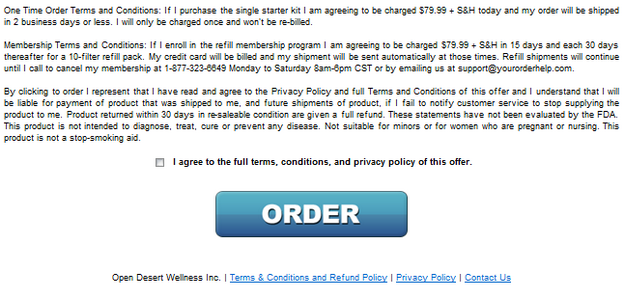 One Time Order Terms and Conditions: If I purchase the single starter kit I am agreeing to be charged $79.99 + S&H today and my order will be shipped
in 2 business days or less. I will only be charged once and won't be re-billed.
Membership Terms and Conditions: If I enroll in the refill membership program I am agreeing to be charged $79.99 + S&H in 15 days and each 30 days
thereafter for a 10-filter refill pack. My credit card will be billed and my shipment will be sent automatically at those times. Refill shipments will continue
until I call to cancel my membership at 1-877-323-6649 Monday to Saturday 8am-6pm CST or by emailing us at support@yourorderhelp.com.
By clicking to order I represent that I have read and agree to the Privacy Policy and full Terms and Conditions of this offer and I understand that I will
be liable for payment of product that was shipped to me, and future shipments of product, if I fail to notify customer service to stop supplying the
product to me. Product returned within 30 days in re-saleable condition are given a full refund. These statements have not been evaluated by the FDA.
This product is not intended to diagnose, treat, cure or prevent any disease. Not suitable for minors or for women who are pregnant or nursing. This
product is not a stop-smoking aid.
I agree to the full terms, conditions, and privacy policy of this offer.
ORDER
Open Desert Wellness Inc. | Terms & Conditions and Refund Policy | Privacy Policy | Contact Us